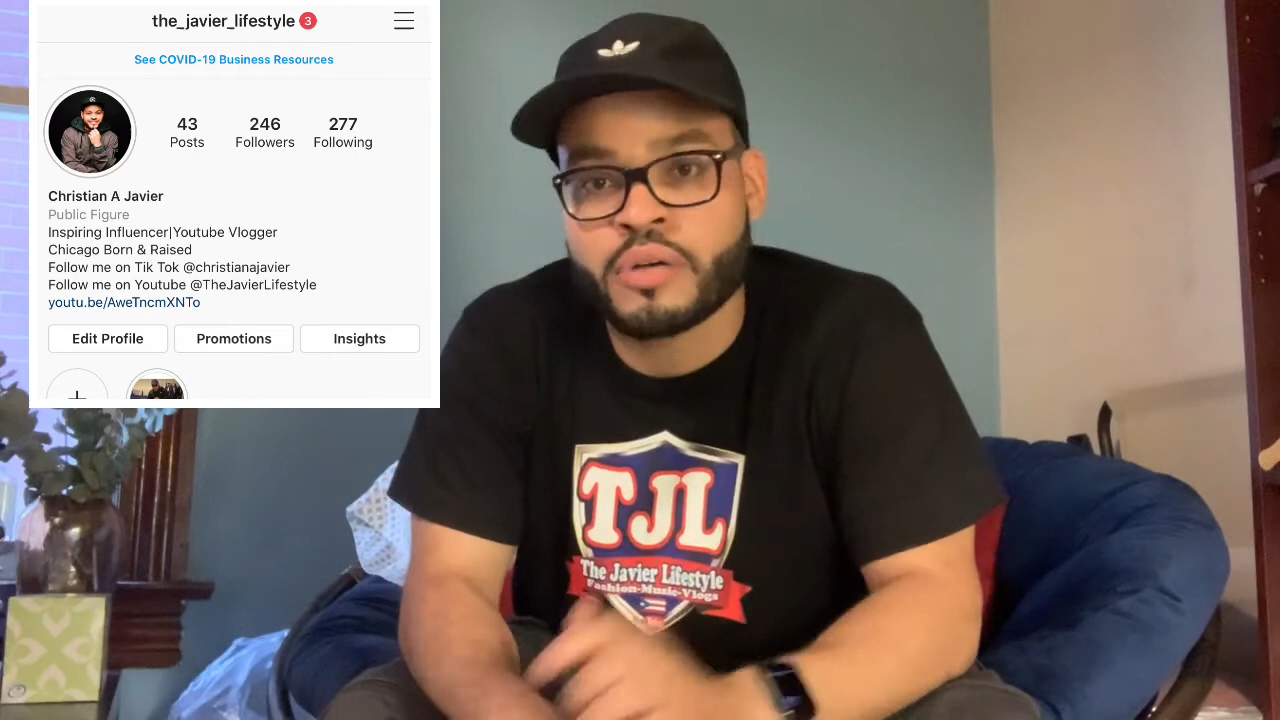 the_javier_lifestyle 3
See COVID-19 Business Resources
43 246 277
Posts Followers Following
Christian A Javier
Public Figure
Inspiring Influencer|Youtube Vlogger
Chicago Born & Raised
Follow me on Tik Tok @christianajavier
Follow me on Youtube @TheJavierLifestyle
youtu.be/AweTncmXNTo
Edit Profile Promotions Insights
TJL
The Javier Lifestyle
Fashion-Music-Vlogs